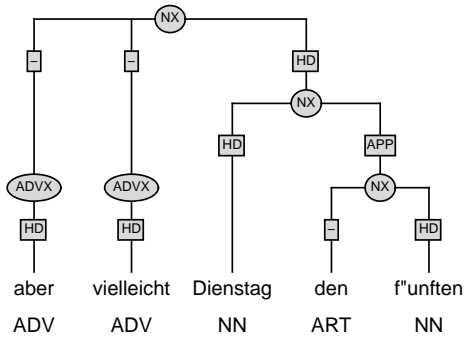 NX
– – HD
NX
HD APP
ADVX ADVX NX
HD HD – HD
aber vielleicht Dienstag den f"unften
ADV ADV NN ART NN